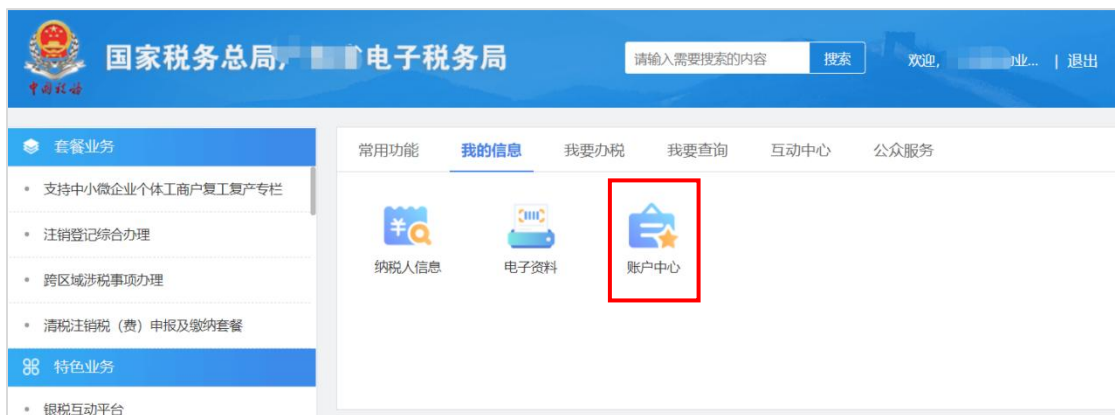 国家税务总局 电子税务局
中国税务
请输入需要搜索的内容 搜索
欢迎, 业... | 退出
套餐业务
支持中小微企业个体工商户复工复产专栏
注销登记综合办理
跨区域涉税事项办理
清税注销税（费）申报及缴纳套餐
特色业务
银税互动平台
常用功能 我的信息 我要办税 我要查询 互动中心 公众服务
纳税人信息 电子资料 账户中心